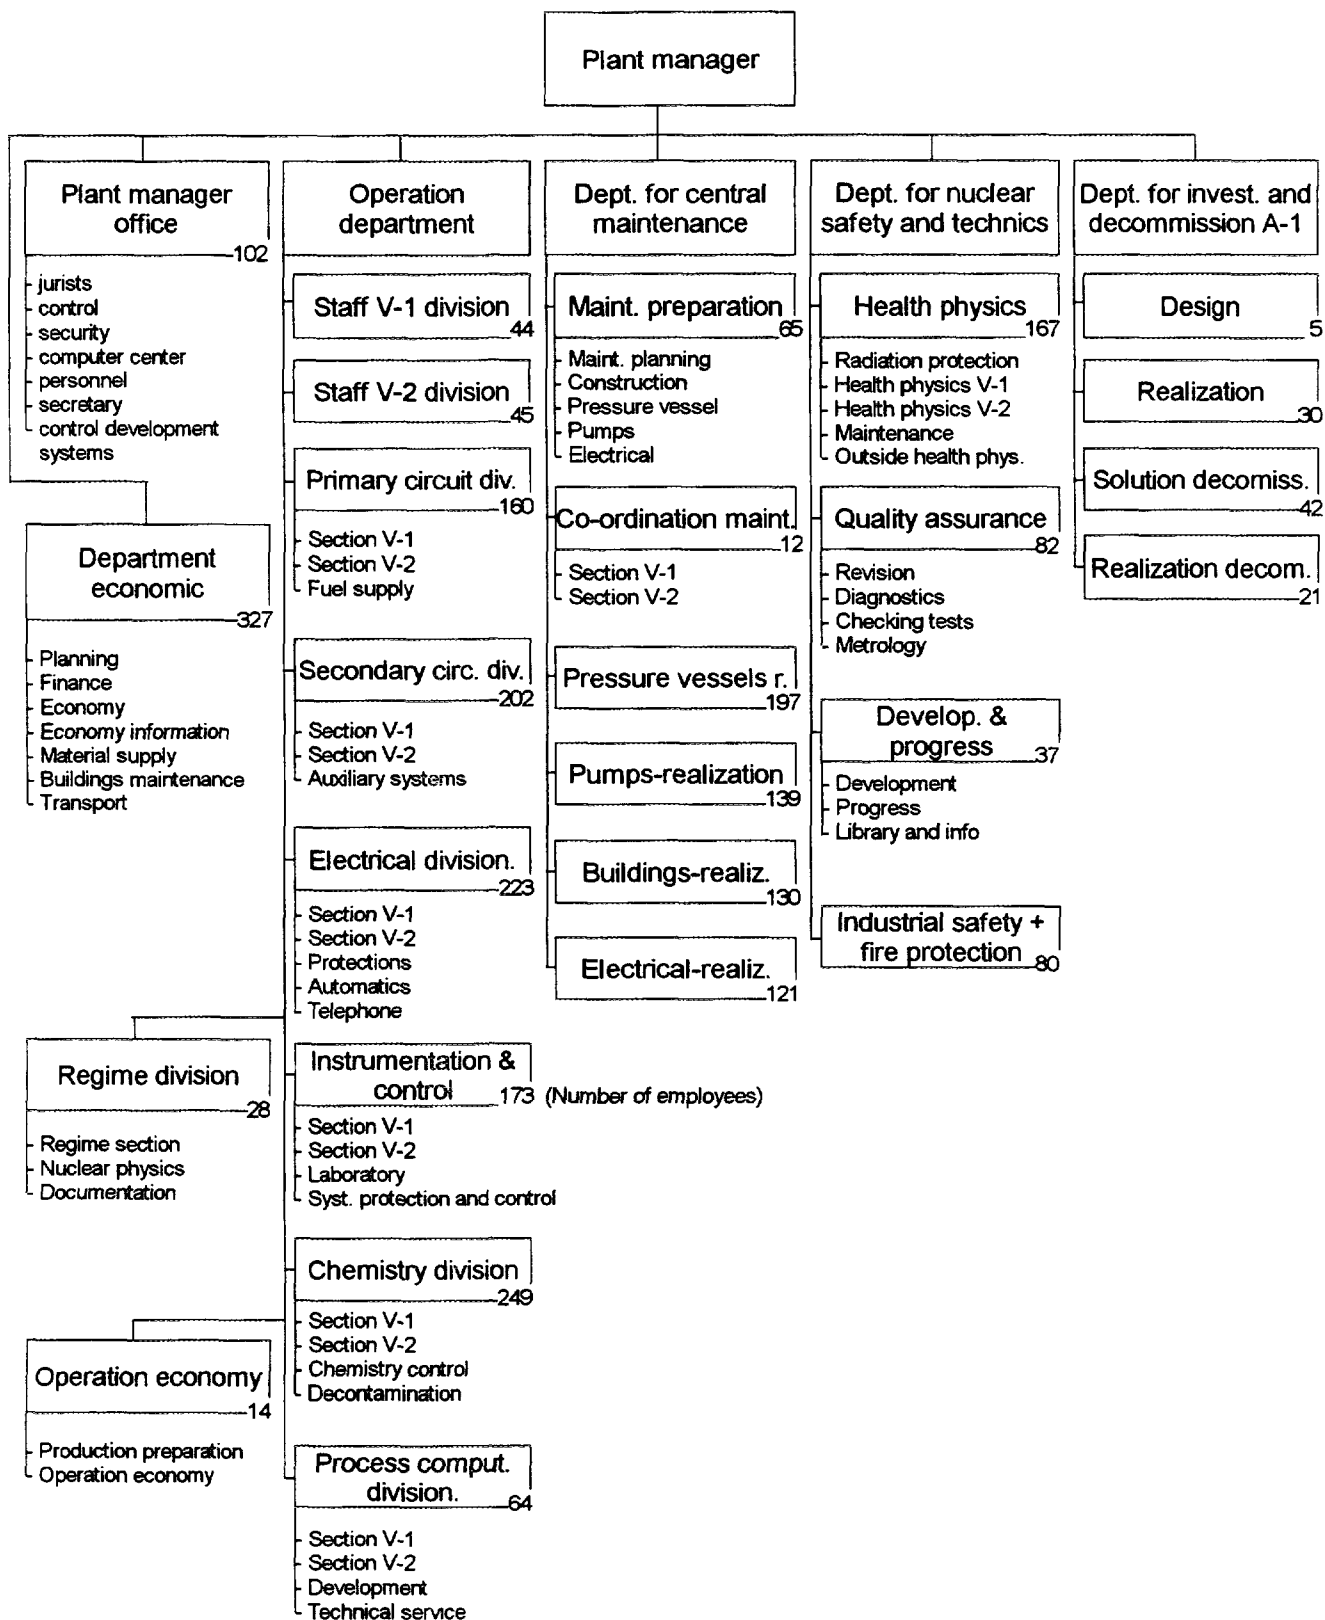 Plant manager
Plant manager
office
102
jurists
control
security
computer center
personnel
secretary
control development
systems
Department
economic
327
Planning
Finance
Economy
Economy information
Material supply
Buildings maintenance
Transport
Operation
department
Staff V-1 division
44
Staff V-2 division
45
Primary circuit div.
160
Section V-1
Section V-2
Fuel supply
Secondary circ. div.
202
Section V-1
Section V-2
Auxiliary systems
Electrical division.
223
Section V-1
Section V-2
Protections
Automatics
Telephone
Regime division
28
Regime section
Nuclear physics
Documentation
Instrumentation &
control
173 (Number of employees)
Section V-1
Section V-2
Laboratory
Syst. protection and control
Chemistry division
249
Section V-1
Section V-2
Chemistry control
Decontamination
Operation economy
14
Production preparation
Operation economy
Process comput.
division.
64
Section V-1
Section V-2
Development
Technical service
Dept. for central
maintenance
Maint. preparation
65
Maint. planning
Construction
Pressure vessel
Pumps
Electrical
Co-ordination maint.
12
Section V-1
Section V-2
Pressure vessels r.
197
Pumps-realization
139
Buildings-realiz.
130
Electrical-realiz.
121
Dept. for nuclear
safety and technics
Health physics
167
Radiation protection
Health physics V-1
Health physics V-2
Maintenance
Outside health phys.
Quality assurance
82
Revision
Diagnostics
Checking tests
Metrology
Develop. &
progress
37
Development
Progress
Library and info
Industrial safety +
fire protection
80
Dept. for invest. and
decommission A-1
Design
5
Realization
30
Solution decomiss.
42
Realization decom.
21